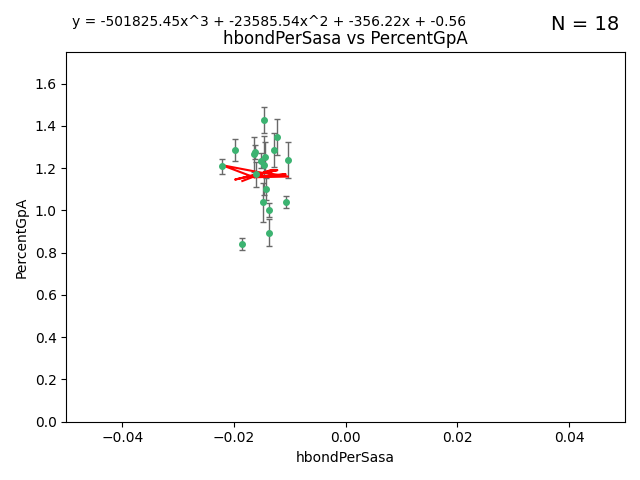 y = -501825.45x^3 + -23585.54x^2 + -356.22x + -0.56
N = 18
hbondPerSasa vs PercentGpA
PercentGpA
1.6
1.4
1.2
1.0
0.8
0.6
0.4
0.2
0.0
−0.04 −0.02 0.00 0.02 0.04
hbondPerSasa